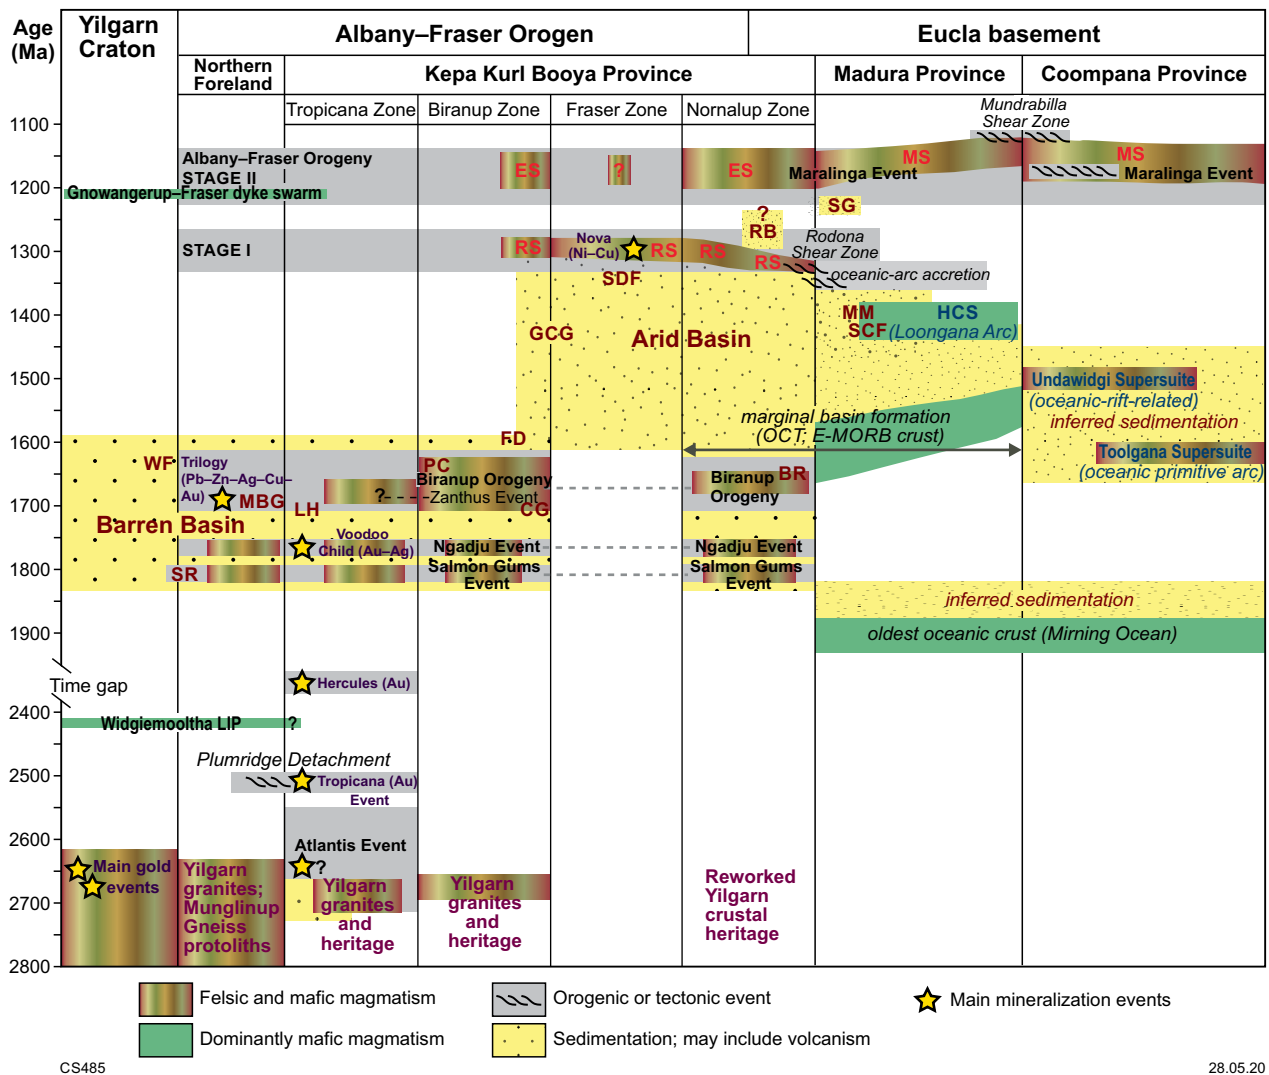 Age
(Ma)
Yilgarn
Craton
Albany–Fraser Orogen
Eucla basement
Northern
Foreland
Kepa Kurl Booya Province
Madura Province
Coompana Province
Tropicana Zone
Biranup Zone
Fraser Zone
Nornalup Zone
Mundrabilla
Shear Zone
1100
Albany–Fraser Orogeny
STAGE II
ES
?
ES
MS
MS
Maralinga Event
Maralinga Event
1200
Gnowangerup–Fraser dyke swarm
SG
?
RB
Rodona
Shear Zone
STAGE I
RS
Nova
(Ni–Cu)
RS
RS
RS
1300
SDF
oceanic-arc accretion
1400
GCG
Arid Basin
MM
SCF
HCS
(Loongana Arc)
1500
Undawidgi Supersuite
(oceanic-rift-related)
inferred sedimentation
marginal basin formation
(OCT; E-MORB crust)
1600
FD
Toolgana Supersuite
(oceanic primitive arc)
WF
Trilogy
(Pb–Zn–Ag–Cu–
Au)
MBG
PC
Biranup Orogeny
?
Zanthus Event
CG
LH
BR
Biranup
Orogeny
1700
Barren Basin
Voodoo
Child (Au–Ag)
Ngadju Event
Ngadju Event
SR
Salmon Gums
Event
Salmon Gums
Event
1800
inferred sedimentation
1900
oldest oceanic crust (Mirning Ocean)
Time gap
Hercules (Au)
2400
Widgiemooltha LIP
?
Plumridge Detachment
2500
Tropicana (Au)
Event
2600
Atlantis Event
?
Main gold
events
Yilgarn
granites;
Munglinup
Gneiss
protoliths
Yilgarn
granites
and
heritage
Yilgarn
granites
and
heritage
Reworked
Yilgarn
crustal
heritage
2700
2800
Felsic and mafic magmatism
Orogenic or tectonic event
Main mineralization events
Dominantly mafic magmatism
Sedimentation; may include volcanism
CS485
28.05.20